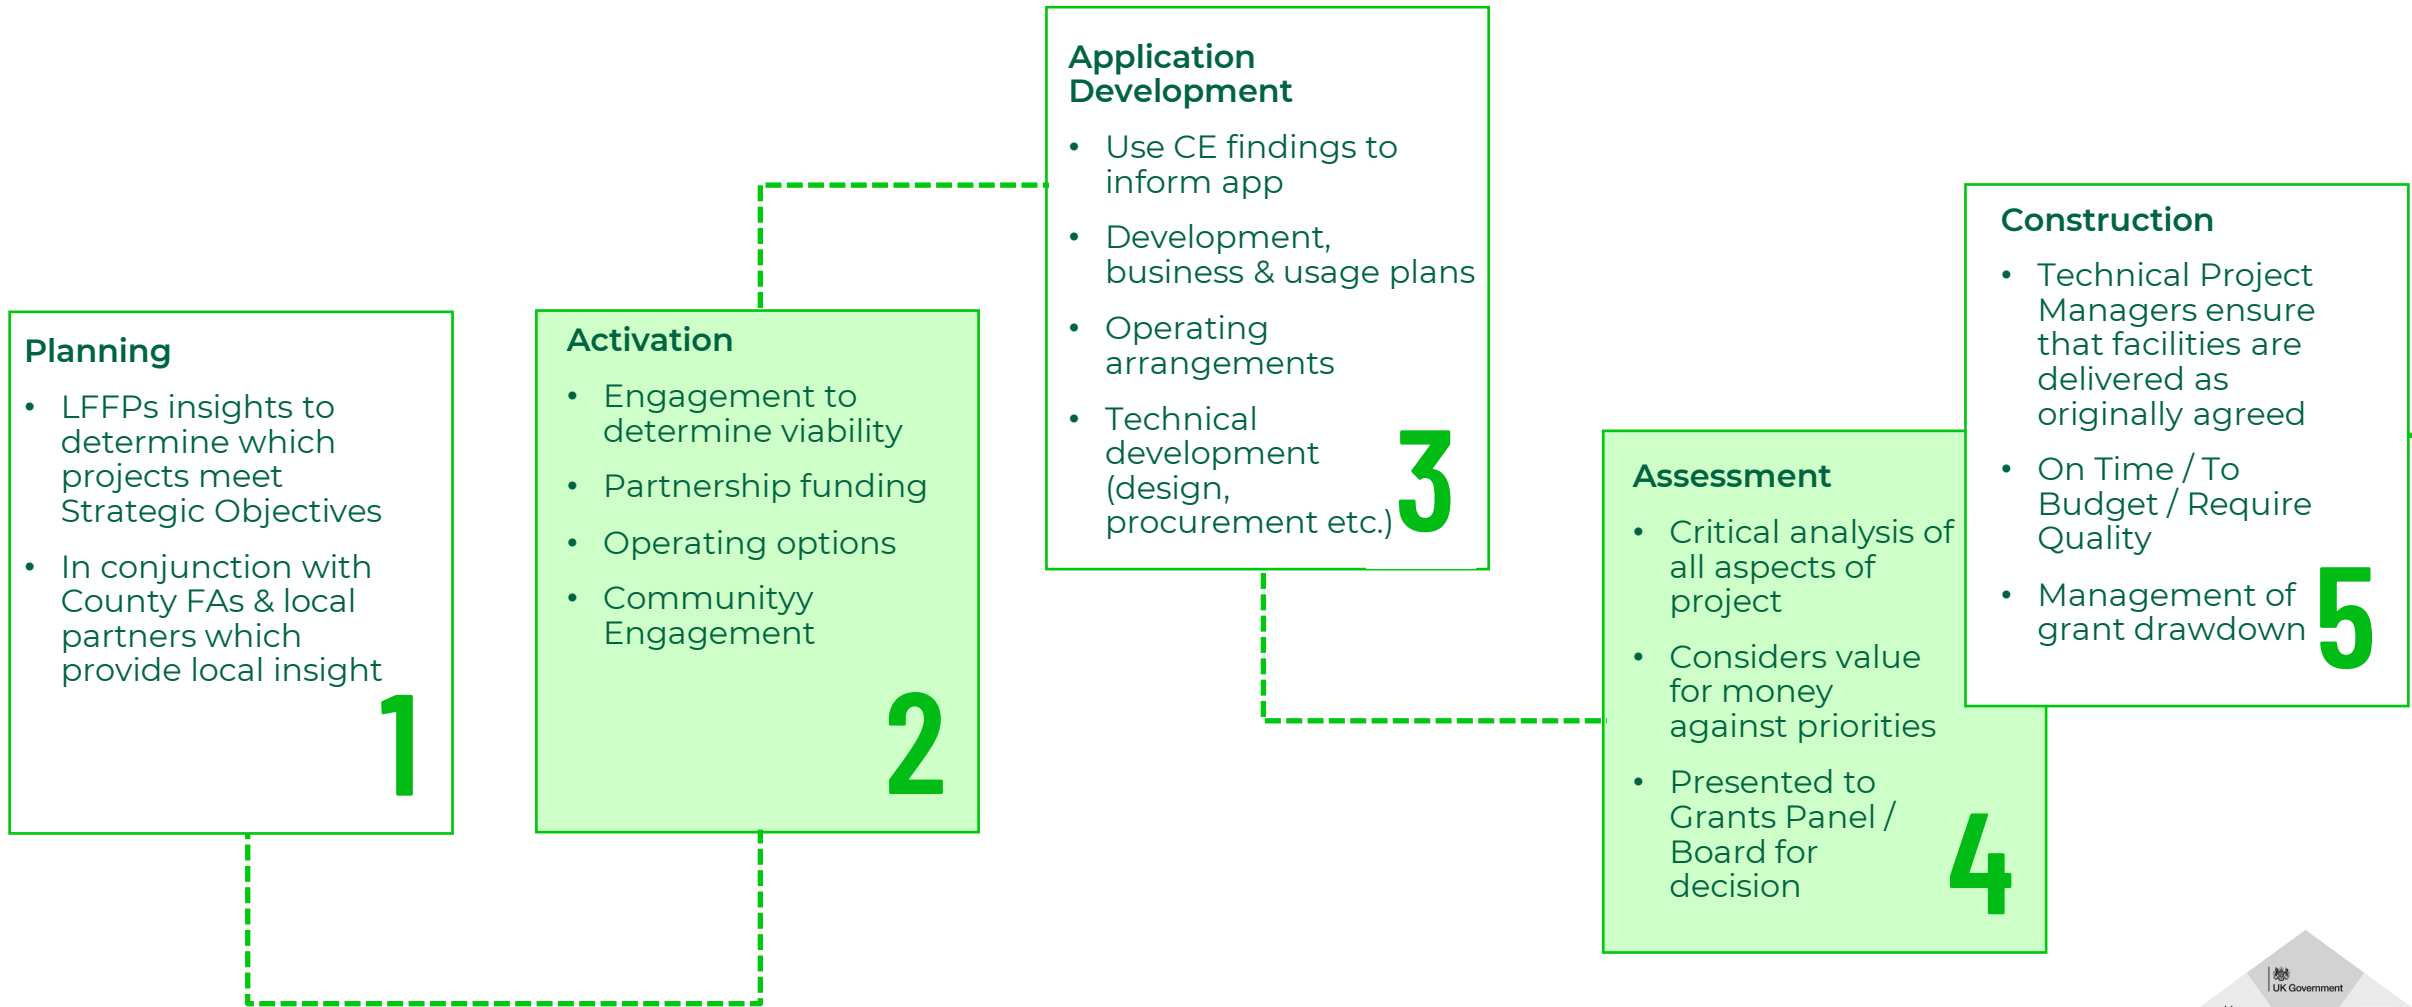 Planning
• LFFPs insights to
determine which
projects meet
Strategic Objectives
• In conjunction with
County FAs & local
partners which
provide local insight
1
Activation
• Engagement to
determine viability
• Partnership funding
• Operating options
• Communityy
Engagement
2
Application
Development
• Use CE findings to
inform app
• Development,
business & usage plans
• Operating
arrangements
• Technical
development
(design,
procurement etc.)
3
Assessment
• Critical analysis of
all aspects of
project
• Considers value
for money
against priorities
• Presented to
Grants Panel /
Board for
decision
4
Construction
• Technical Project
Managers ensure
that facilities are
delivered as
originally agreed
• On Time / To
Budget / Require
Quality
• Management of
grant drawdown
5
UK Government